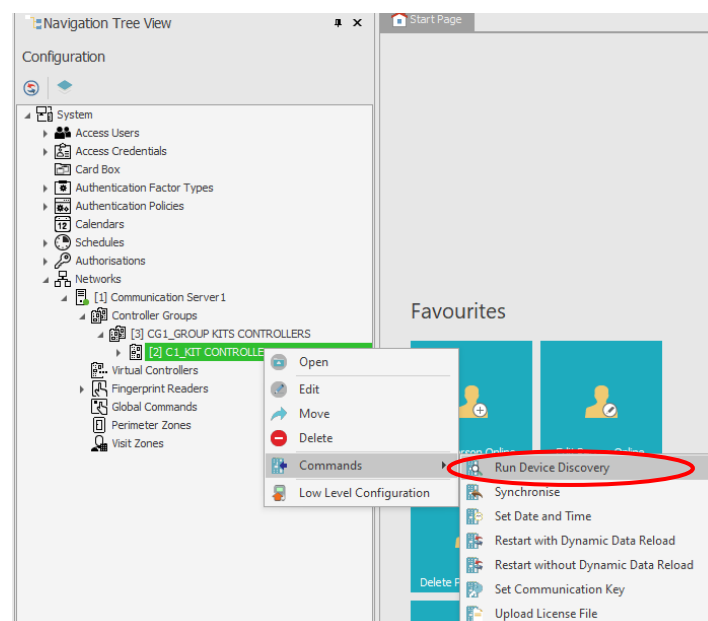 Navigation Tree View
Start Page
Configuration
System
Access Users
Access Credentials
Card Box
Authentication Factor Types
Authentication Policies
12 Calendars
Schedules
Authorisations
Networks
[1] Communication Server1
Controller Groups
[3] CG1_GROUP KITS CONTROLLERS
[2] C1_KIT CONTROLLE
Virtual Controllers
Fingerprint Readers
Global Commands
Perimeter Zones
Visit Zones
Open
Edit
Move
Delete
Commands
Low Level Configuration
Favourites
Run Device Discovery
Synchronise
Set Date and Time
Restart with Dynamic Data Reload
Restart without Dynamic Data Reload
Set Communication Key
Upload License File
Delete P